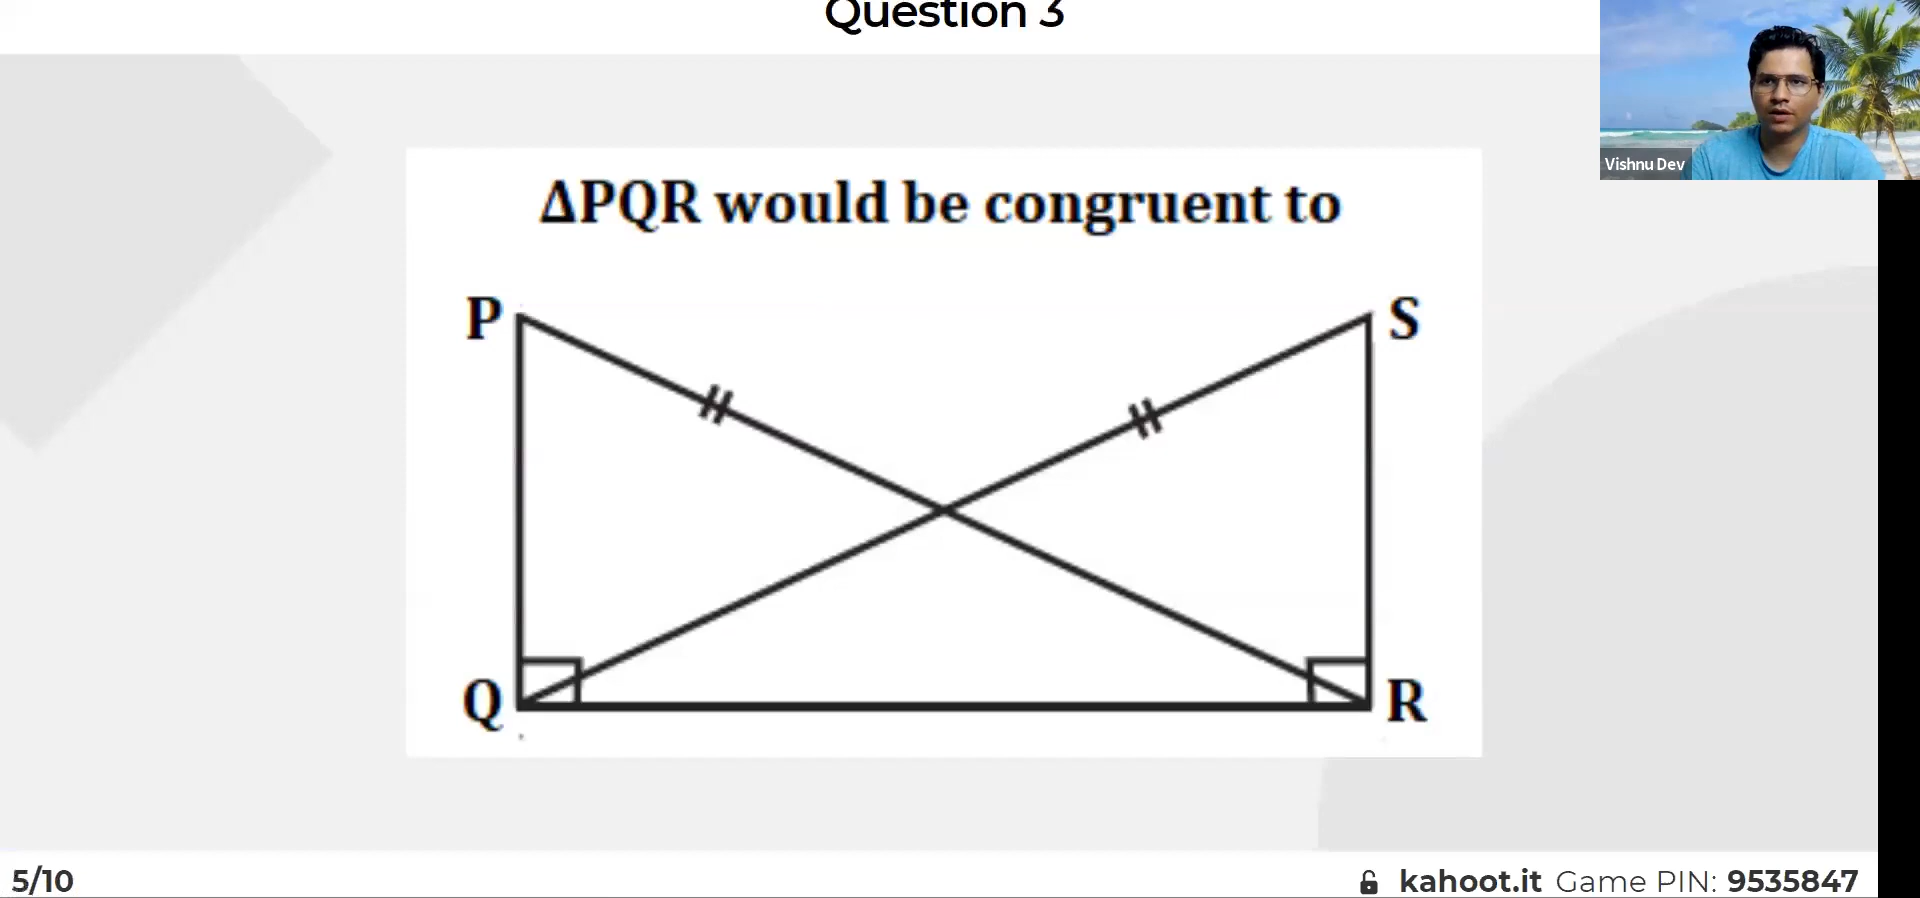 Question 3
Vishnu Dev
ΔPQR would be congruent to
P
S
Q
R
5/10
kahoot.it Game PIN: 9535847